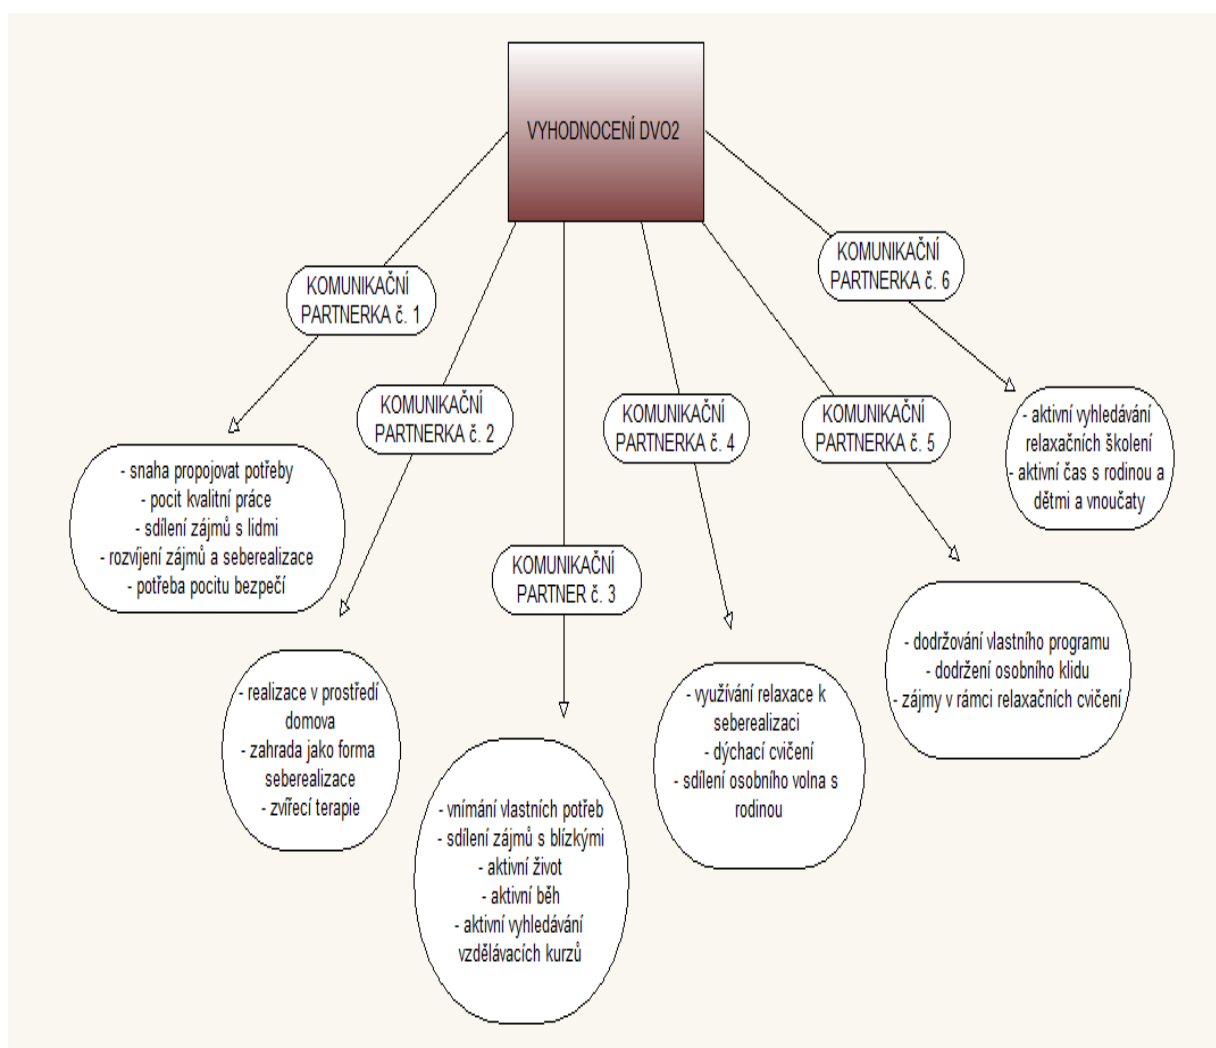 VYHODNOCENÍ DVO2
KOMUNIKAČNÍ
PARTNERKA č. 1
- snaha propojovat potřeby
- pocit kvalitní práce
- sdílení zájmů s lidmi
- rozvíjení zájmů a seberealizace
- potřeba pocitu bezpečí
KOMUNIKAČNÍ
PARTNERKA č. 2
- realizace v prostředí
domova
- zahrada jako forma
seberealizace
- zvířecí terapie
KOMUNIKAČNÍ
PARTNER č. 3
- vnímání vlastních potřeb
- sdílení zájmů s blízkými
- aktivní život
- aktivní běh
- aktivní vyhledávání
vzdělávacích kurzů
KOMUNIKAČNÍ
PARTNERKA č. 4
- využívání relaxace k
seberealizaci
- dýchací cvičení
- sdílení osobního volna s
rodinou
KOMUNIKAČNÍ
PARTNERKA č. 5
- dodržování vlastního programu
- dodržení osobního klidu
- zájmy v rámci relaxačních cvičení
KOMUNIKAČNÍ
PARTNERKA č. 6
- aktivní vyhledávání
relaxačních školení
- aktivní čas s rodinou a
dětmi a vnoučaty